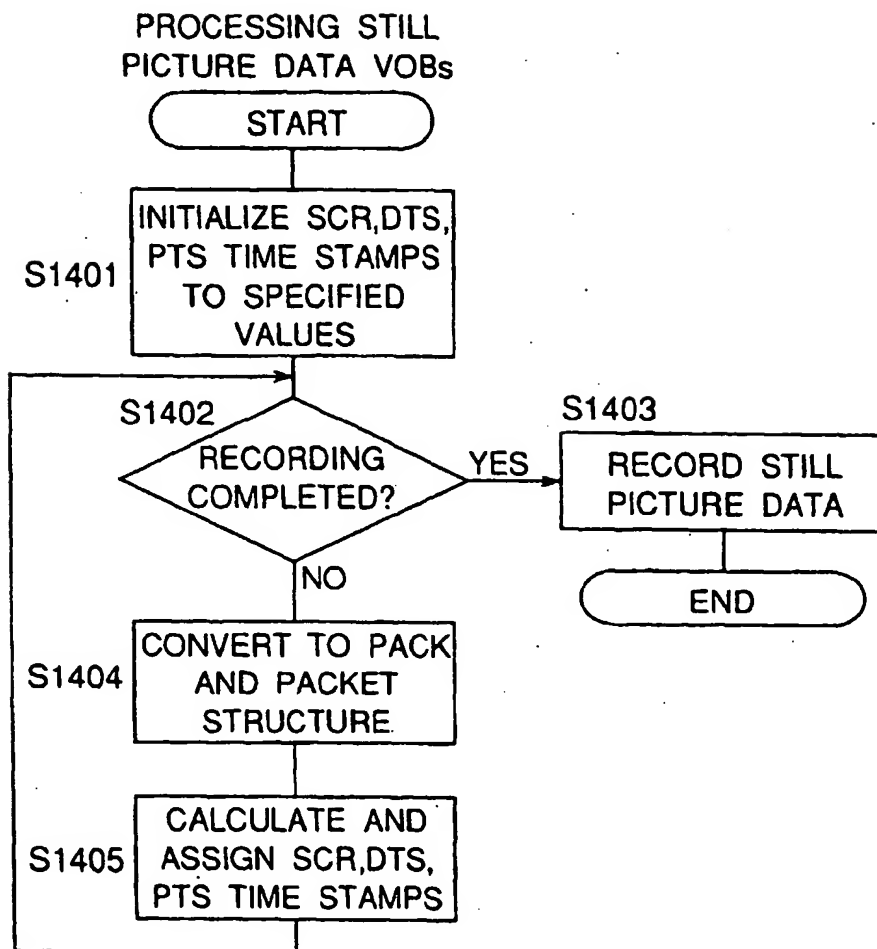 PROCESSING STILL
PICTURE DATA VOBs
START
S1401
INITIALIZE SCR,DTS,
PTS TIME STAMPS
TO SPECIFIED
VALUES
S1402
RECORDING
COMPLETED?
YES
S1403
RECORD STILL
PICTURE DATA
END
NO
S1404
CONVERT TO PACK
AND PACKET
STRUCTURE
S1405
CALCULATE AND
ASSIGN SCR,DTS,
PTS TIME STAMPS